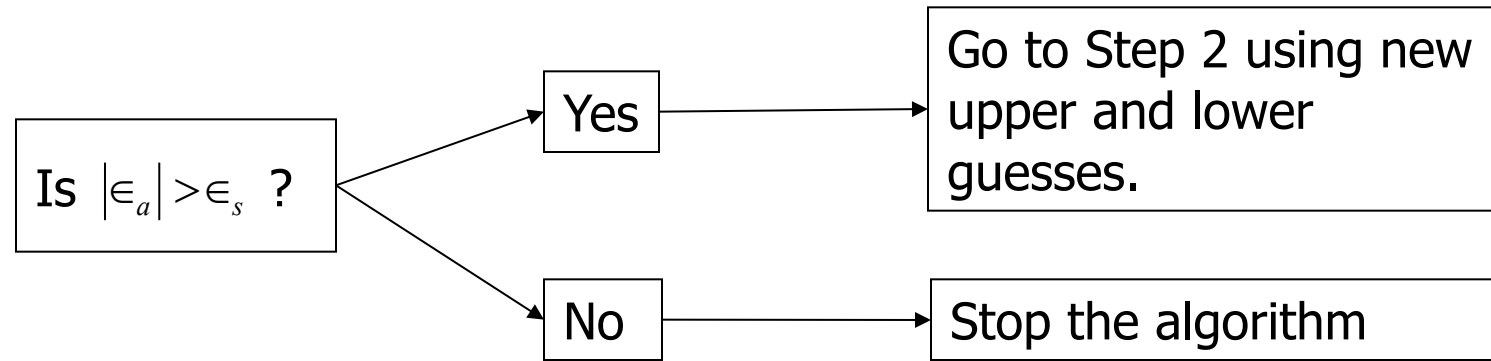 Is |∈a| >∈s ?
Yes
Go to Step 2 using new
upper and lower
guesses.
No
Stop the algorithm